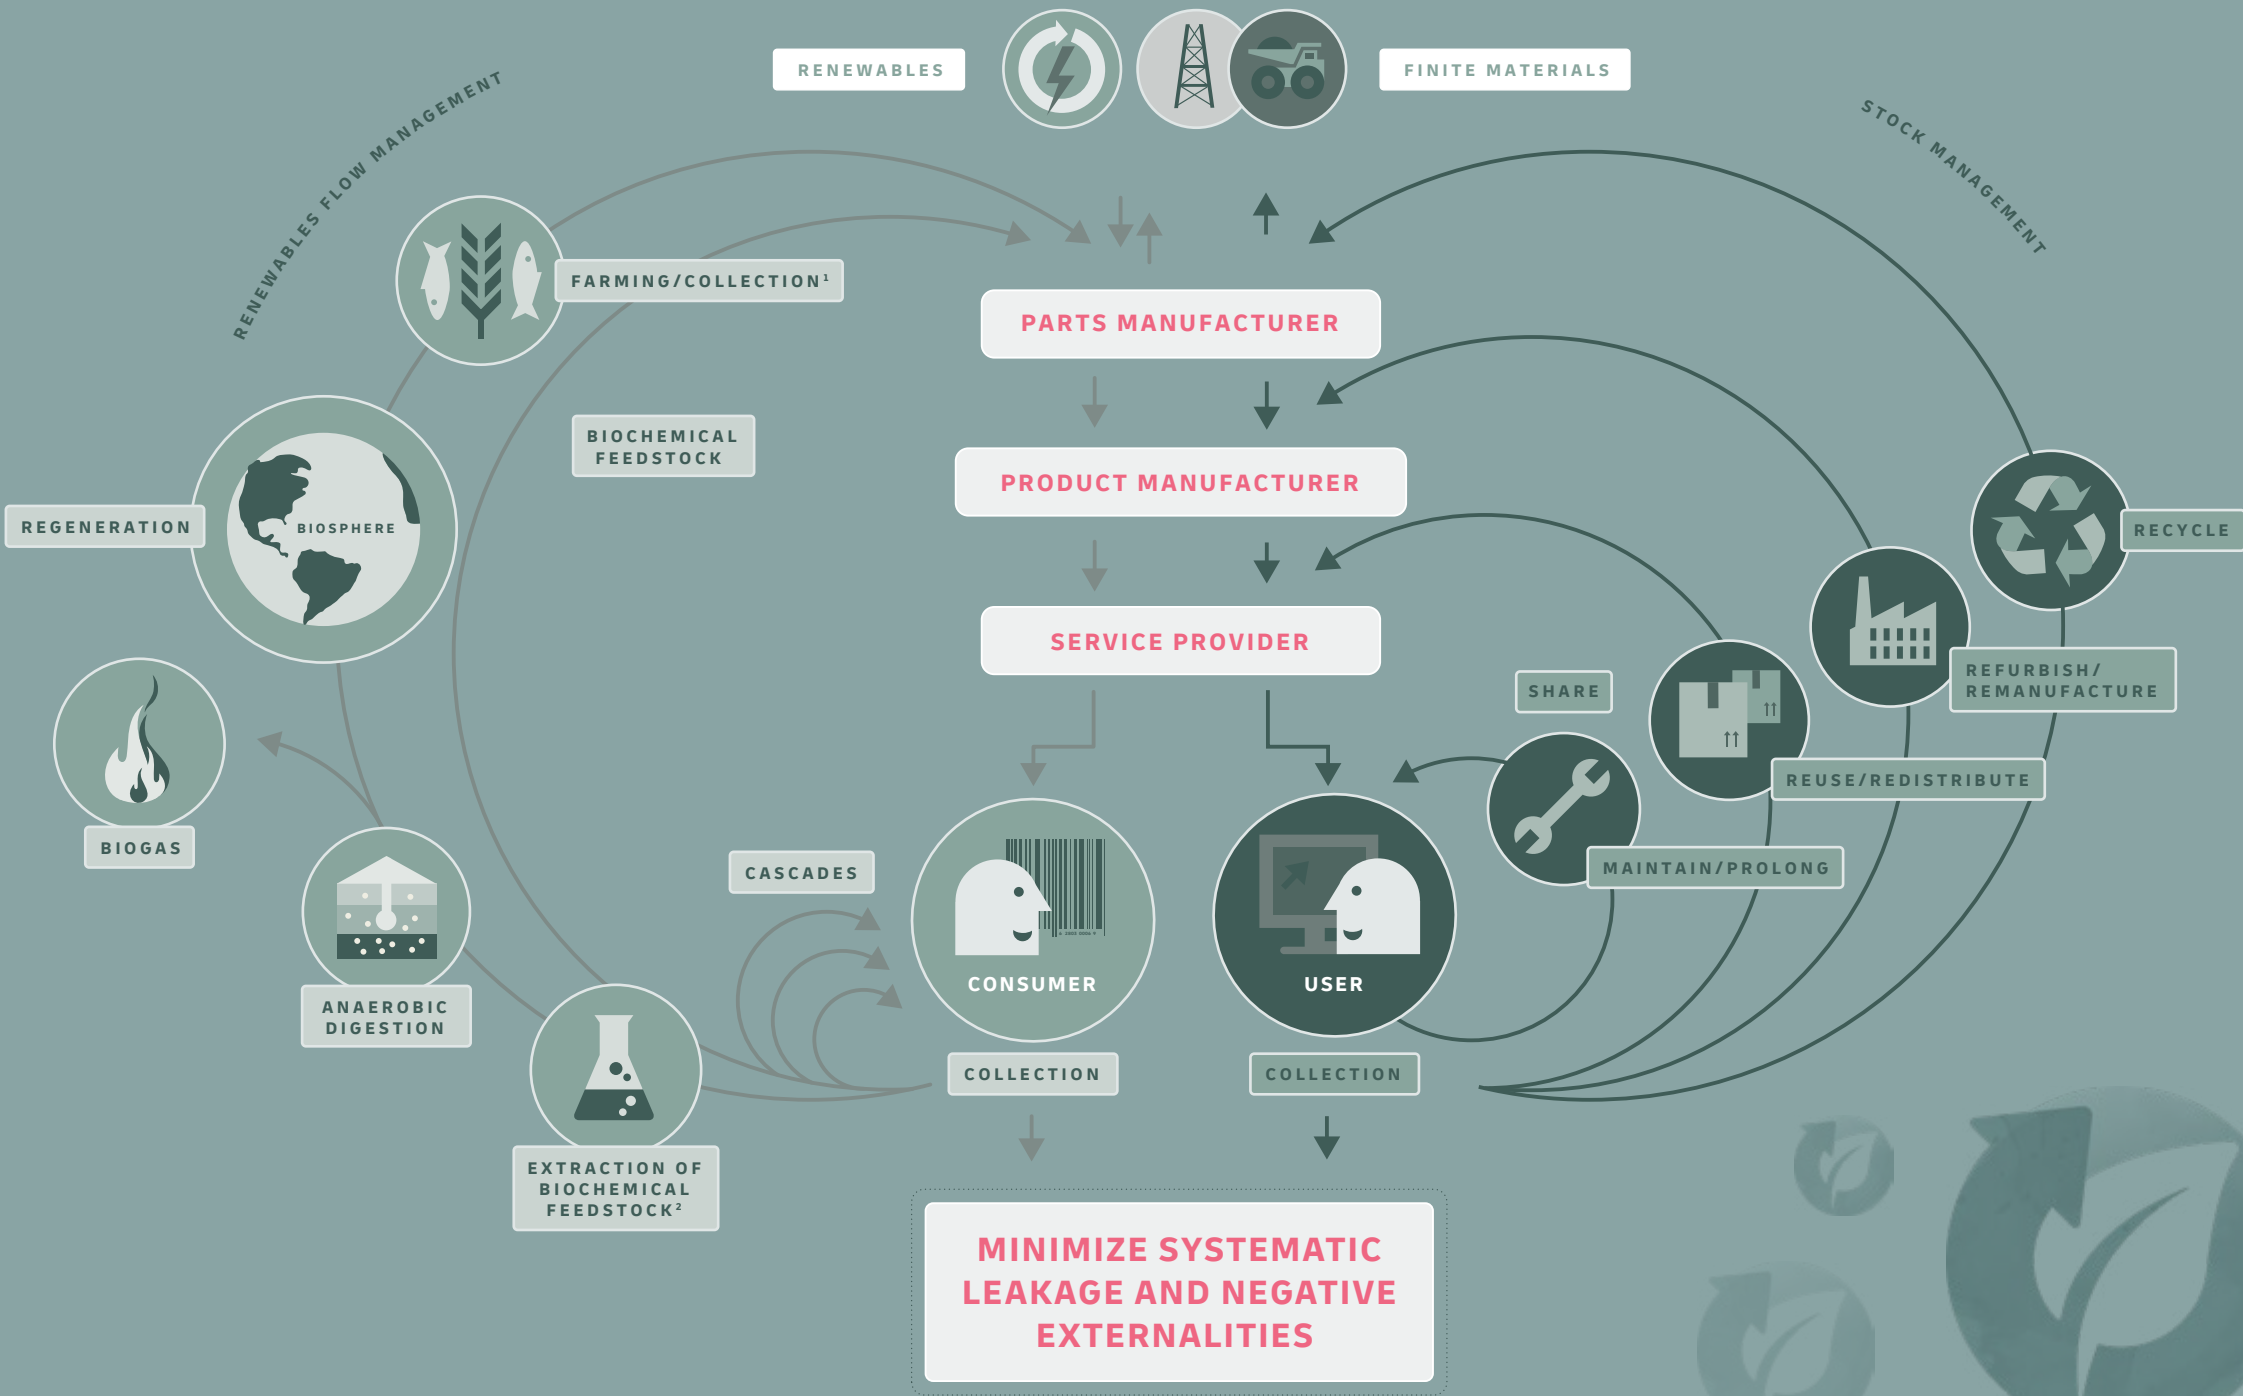 RENEWABLES
FINITE MATERIALS
RENEWABLES FLOW MANAGEMENT
STOCK MANAGEMENT
FARMING/COLLECTION¹
PARTS MANUFACTURER
BIOCHEMICAL
FEEDSTOCK
PRODUCT MANUFACTURER
REGENERATION
BIOSPHERE
RECYCLE
SERVICE PROVIDER
SHARE
REFURBISH/
REMANUFACTURE
REUSE/REDISTRIBUTE
BIOGAS
CASCADES
MAINTAIN/PROLONG
CONSUMER
USER
ANAEROBIC
DIGESTION
COLLECTION
COLLECTION
EXTRACTION OF
BIOCHEMICAL
FEEDSTOCK²
MINIMIZE SYSTEMATIC
LEAKAGE AND NEGATIVE
EXTERNALITIES